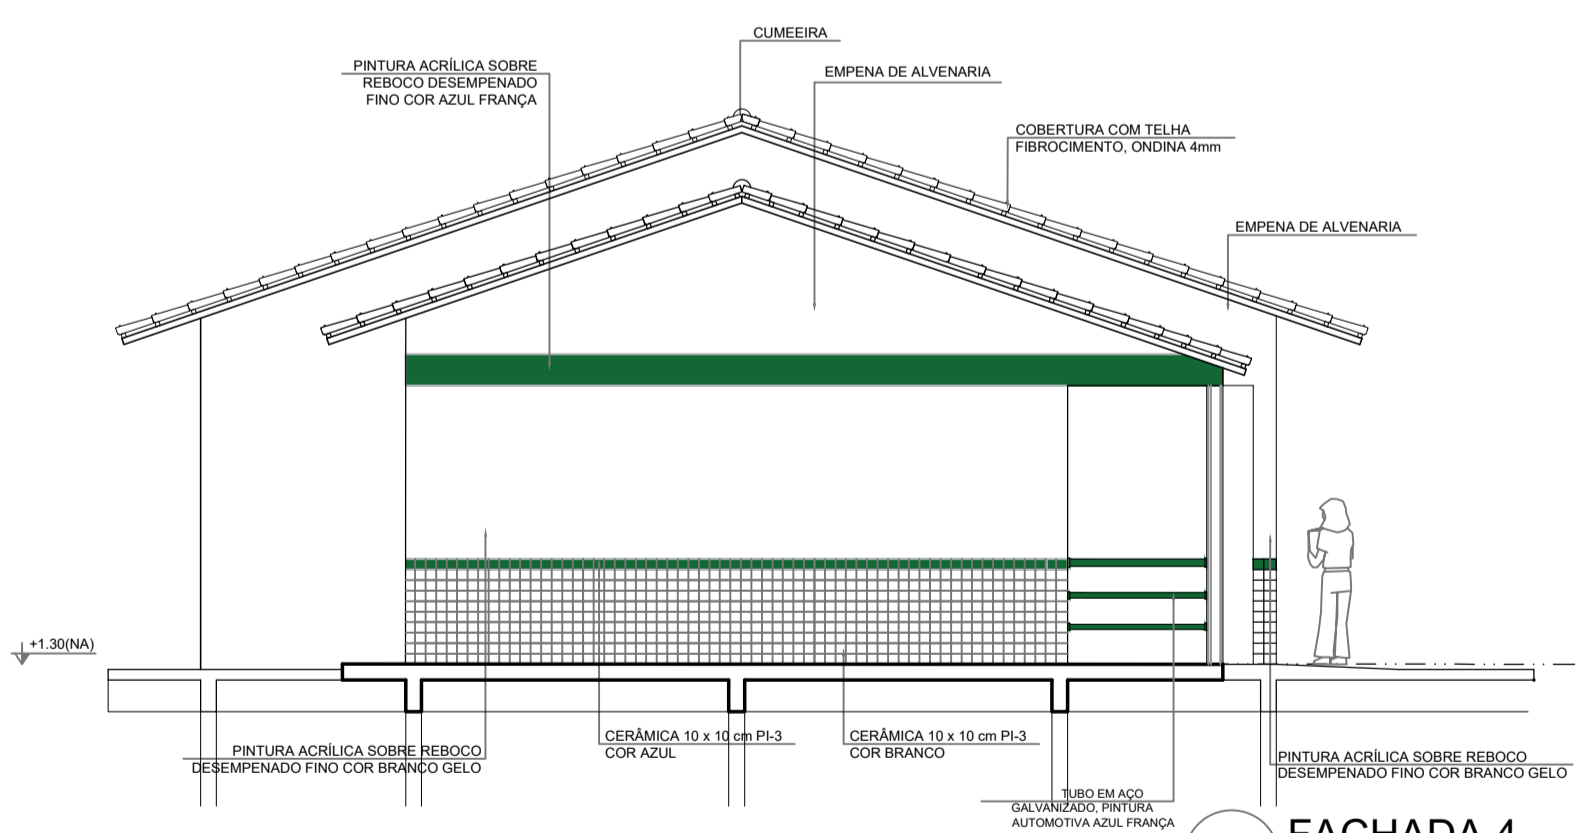 CUMEEIRA
PINTURA ACRÍLICA SOBRE
REBOCO DESEMPENADO
FINO COR AZUL FRANÇA
EMPENA DE ALVENARIA
COBERTURA COM TELHA
FIBROCIMENTO, ONDINA 4mm
EMPENA DE ALVENARIA
+1.30(NA)
PINTURA ACRÍLICA SOBRE REBOCO
DESEMPENADO FINO COR BRANCO GELO
CERÂMICA 10 x 10 cm PI-3
COR AZUL
CERÂMICA 10 x 10 cm PI-3
COR BRANCO
PINTURA ACRÍLICA SOBRE REBOCO
DESEMPENADO FINO COR BRANCO GELO
TUBO EM AÇO
GALVANIZADO, PINTURA
AUTOMOTIVA AZUL FRANÇA
FACHADA 4